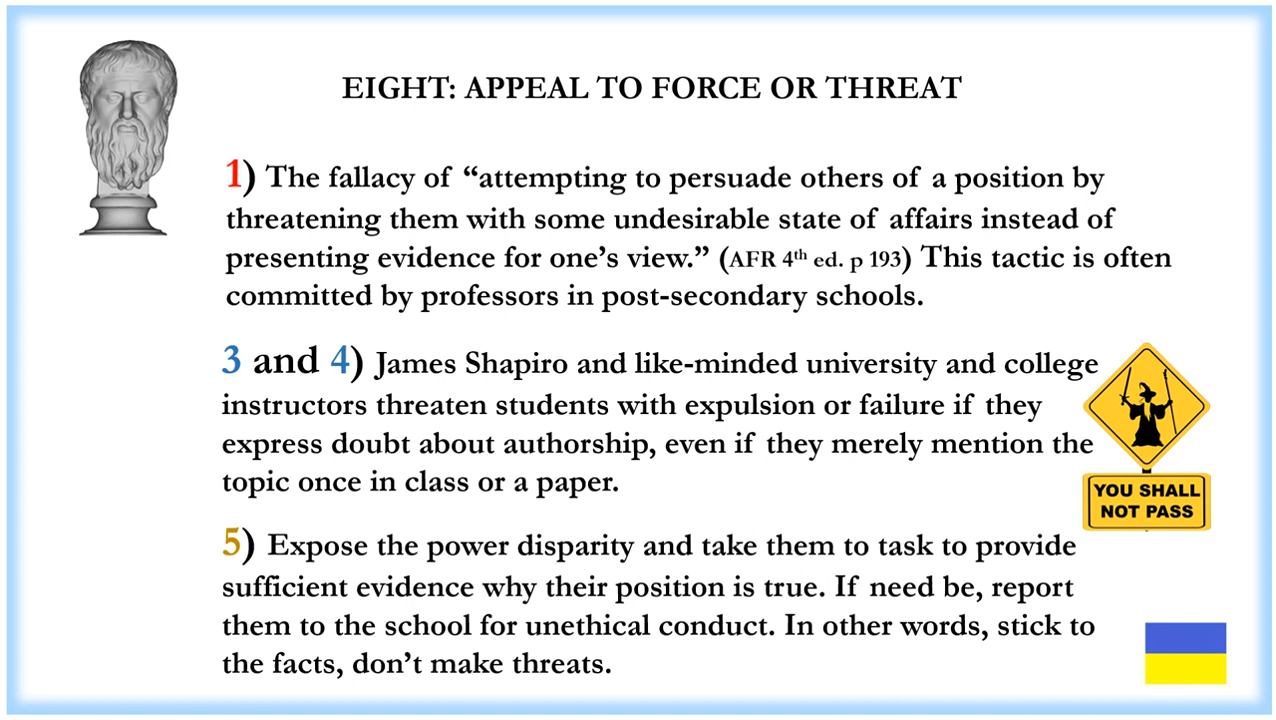 EIGHT: APPEAL TO FORCE OR THREAT
1) The fallacy of “attempting to persuade others of a position by
threatening them with some undesirable state of affairs instead of
presenting evidence for one’s view.” (AFR 4th ed. p 193) This tactic is often
committed by professors in post-secondary schools.
3 and 4) James Shapiro and like-minded university and college
instructors threaten students with expulsion or failure if they
express doubt about authorship, even if they merely mention the
topic once in class or a paper.
YOU SHALL
NOT PASS
5) Expose the power disparity and take them to task to provide
sufficient evidence why their position is true. If need be, report
them to the school for unethical conduct. In other words, stick to
the facts, don’t make threats.